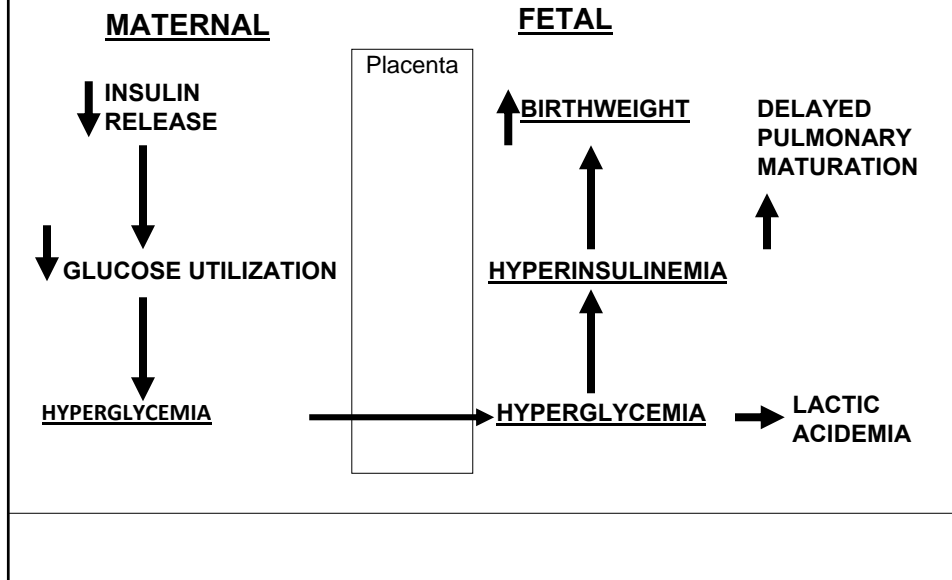 MATERNAL
FETAL
Placenta
INSULIN
RELEASE
BIRTHWEIGHT
DELAYED
PULMONARY
MATURATION
GLUCOSE UTILIZATION
HYPERINSULINEMIA
HYPERGLYCEMIA
HYPERGLYCEMIA
LACTIC
ACIDEMIA